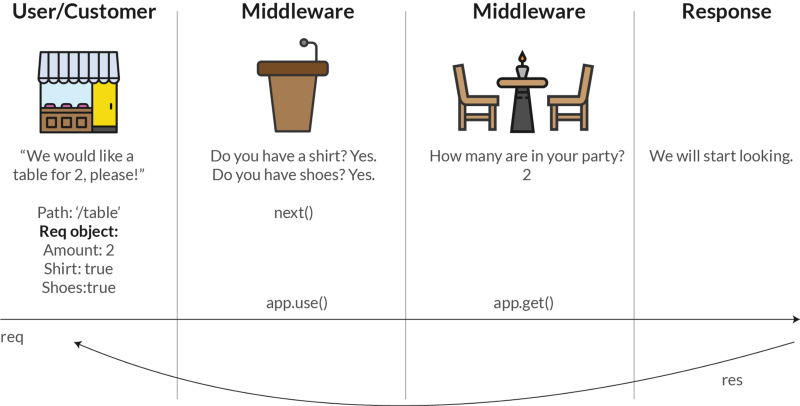 User/Customer
Middleware
Middleware
Response
“We would like a
table for 2, please!”
Path: ‘/table’
Req object:
Amount: 2
Shirt: true
Shoes:true
Do you have a shirt? Yes.
Do you have shoes? Yes.
next()
app.use()
How many are in your party?
2
app.get()
We will start looking.
req
res